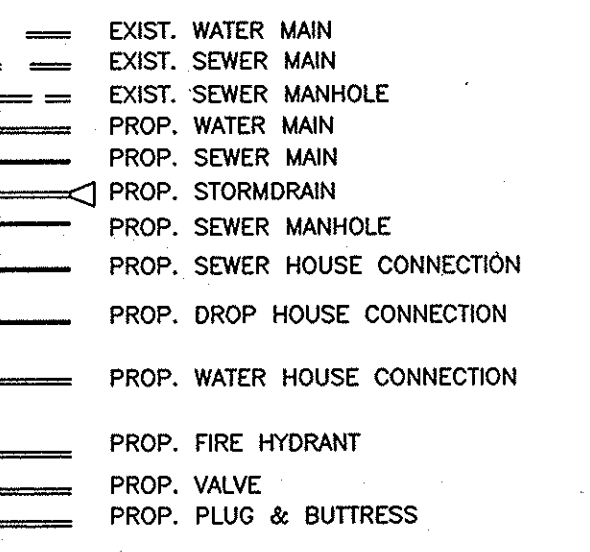 EXIST. WATER MAIN
EXIST. SEWER MAIN
EXIST. SEWER MANHOLE
PROP. WATER MAIN
PROP. SEWER MAIN
PROP. STORMDRAIN
PROP. SEWER MANHOLE
PROP. SEWER HOUSE CONNECTION
PROP. DROP HOUSE CONNECTION
PROP. WATER HOUSE CONNECTION
PROP. FIRE HYDRANT
PROP. VALVE
PROP. PLUG & BUTTRESS